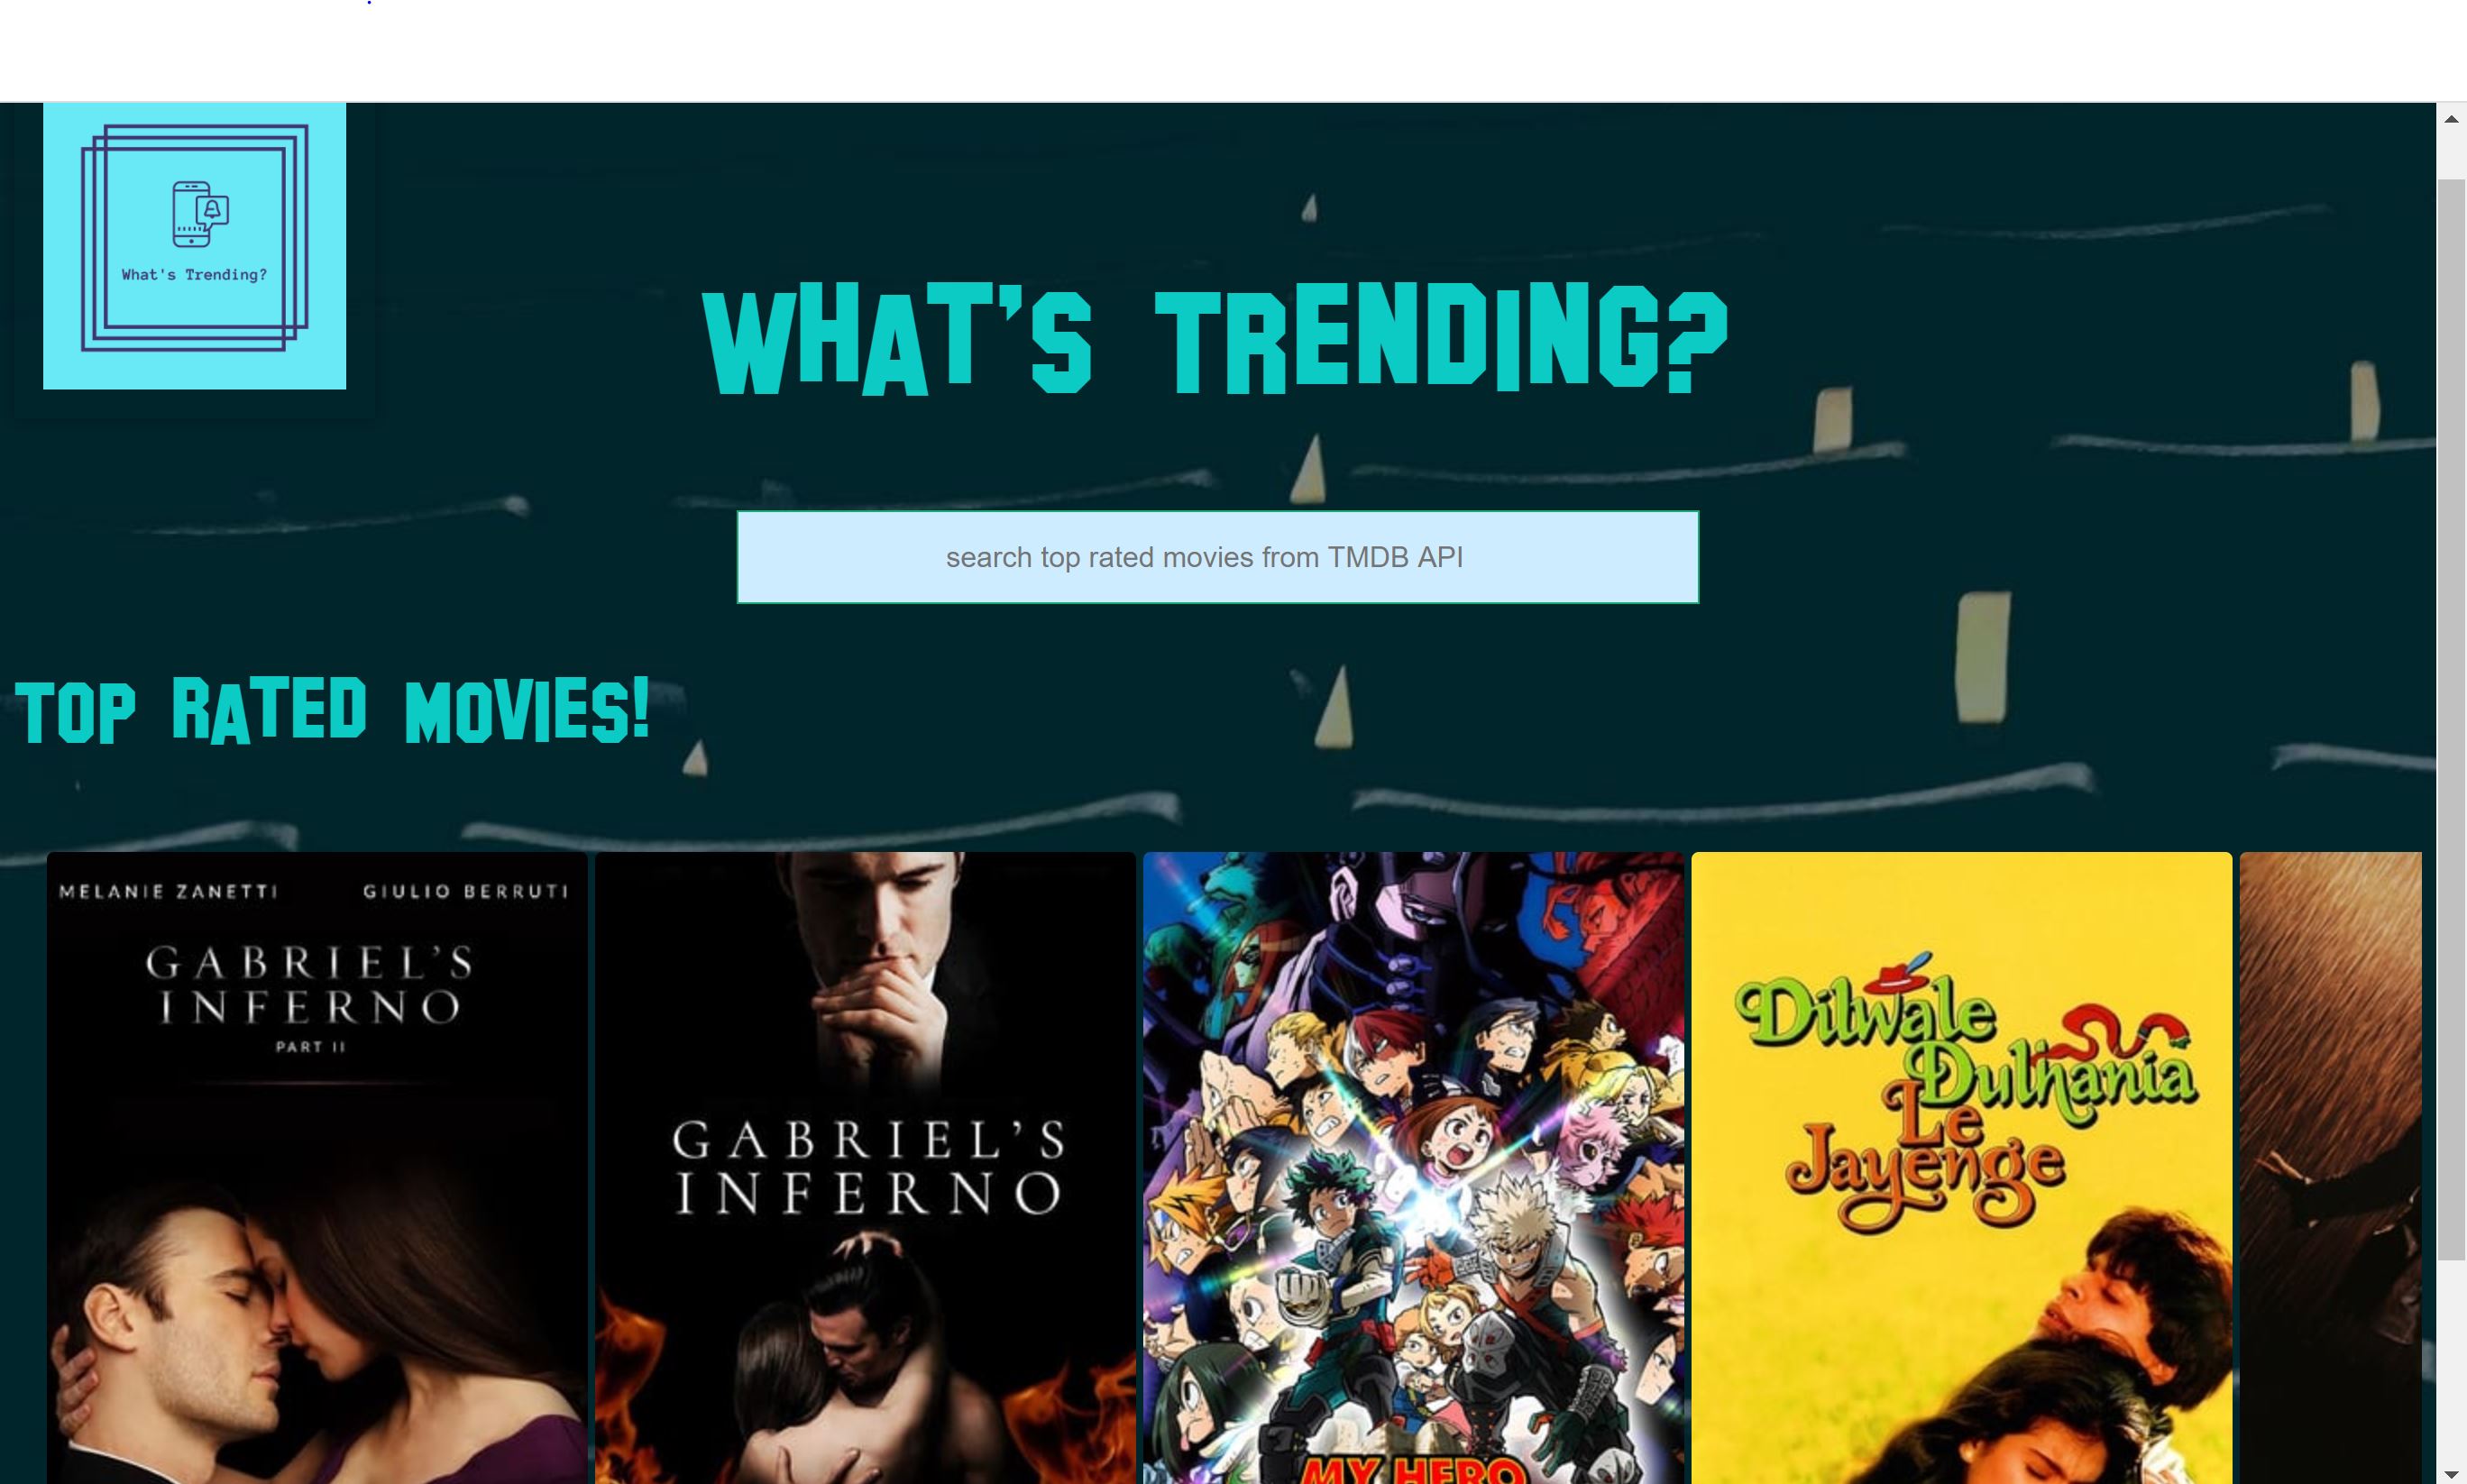 What's Trending?
WHAT'S TRENDING?
search top rated movies from TMDB API
TOP RATED MOVIES!
MELANIE ZANETTI GIULIO BERRUTI
GABRIEL'S
INFERNO
PART II
GABRIEL'S
INFERNO
MY HERO
Dilwale
Dulhania
Le
Jayenge